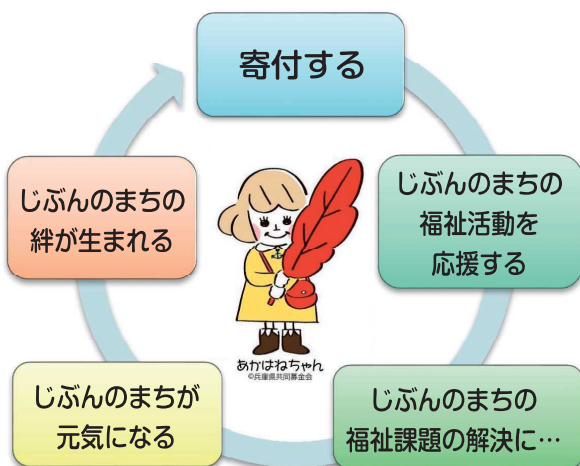 寄付する
じぶんのまちの
福祉活動を
応援する
じぶんのまちの
福祉課題の解決に…
じぶんのまちが
元気になる
じぶんのまちの
絆が生まれる
あかはねちゃん
©兵庫県共同募金会